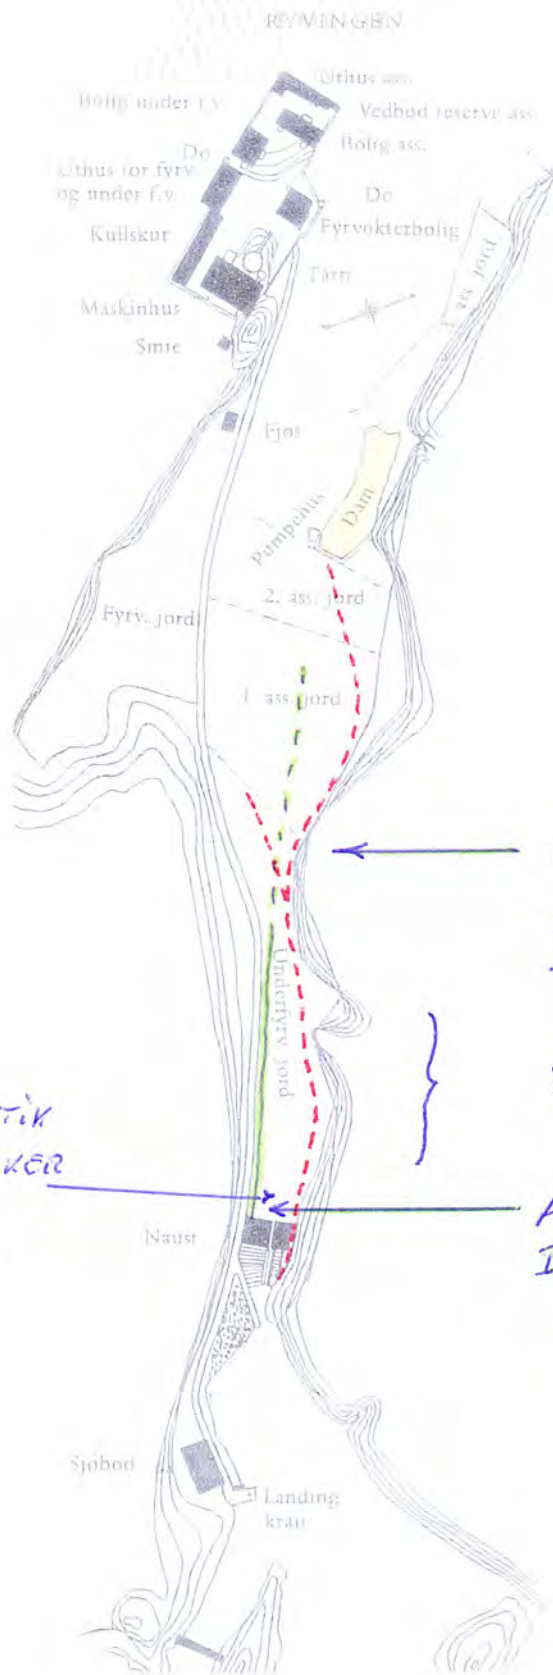 RYVINGEN
Uthus ass.
Bolig under f.v.
Vedbod reserve ass.
Do
Bolig ass.
Uthus for fyrv.
og under f.v.
Do
Fyrvokterbolig
Kullskur
Tårn
Maskinhus
Smie
3. ass. jord
Fjøs
Dam
Pumpehus
2. ass. jord
Fyrv. jord
1. ass. jord
Underfyrv. jord
Naust
Sjøbod
Landing
kran